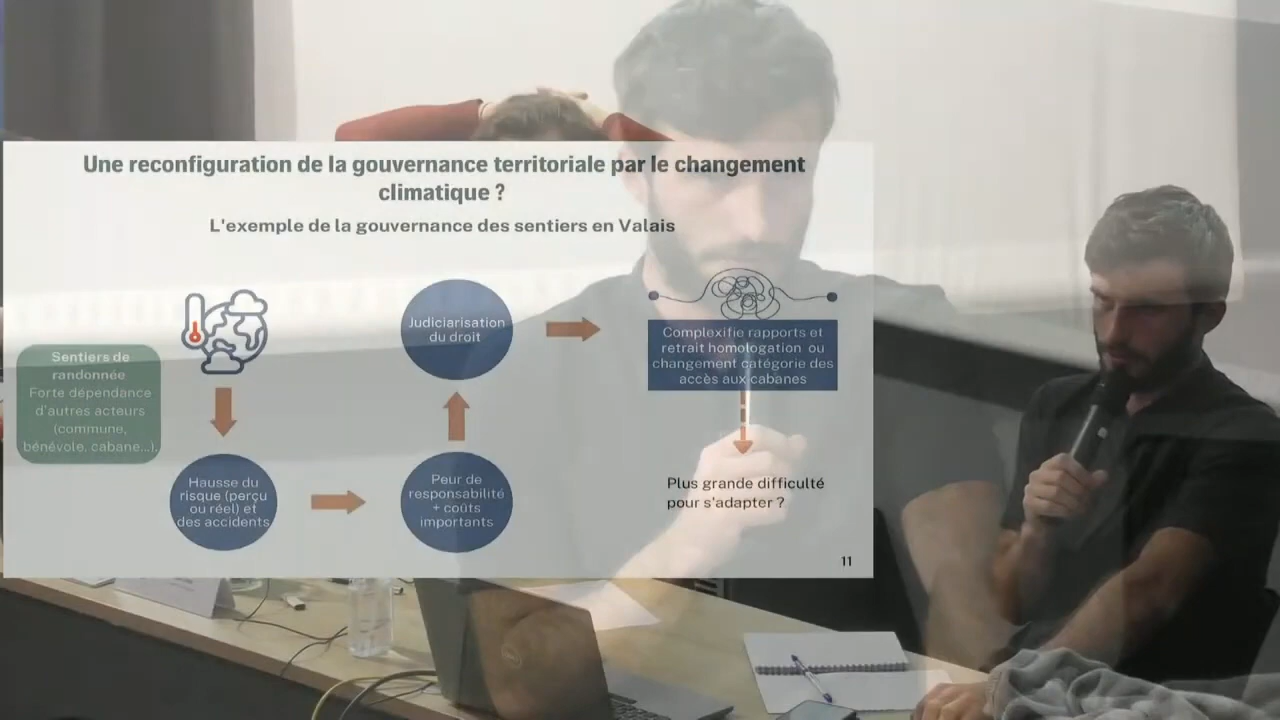 Une reconfiguration de la gouvernance territoriale par le changement
climatique ?
L'exemple de la gouvernance des sentiers en Valais
Sentiers de
randonnée
Forte dépendance
d'autres acteurs
(commune,
bénévole, cabane...).
Hausse du
risque (perçu
ou réel) et
des accidents
Judiciarisation
du droit
Peur de
responsabilité
+ coûts
importants
Complexifie rapports et
retrait homologation ou
changement catégorie des
accès aux cabanes
Plus grande difficulté
pour s'adapter ?
11